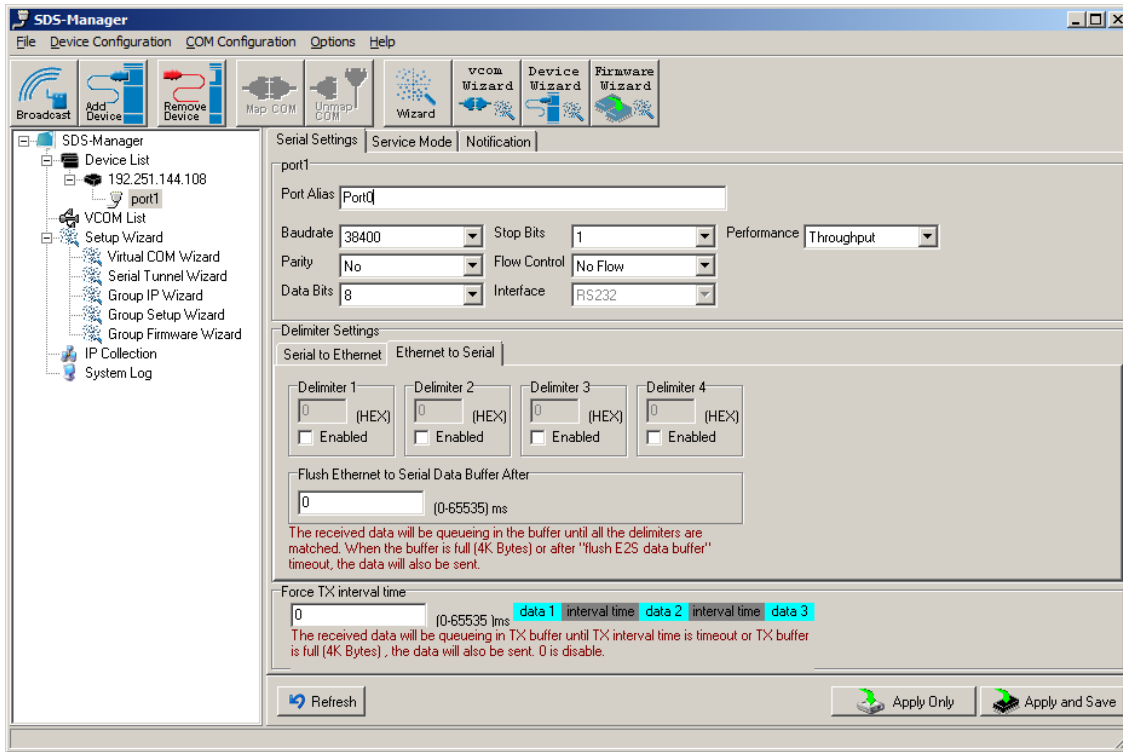 SDS-Manager
File Device Configuration COM Configuration Options Help
Broadcast
Add Device
Remove Device
Map COM
Unmap COM
Wizard
vcom Wizard
Device Wizard
Firmware Wizard
SDS-Manager
Device List
192.251.144.108
port1
VCOM List
Setup Wizard
Virtual COM Wizard
Serial Tunnel Wizard
Group IP Wizard
Group Setup Wizard
Group Firmware Wizard
IP Collection
System Log
Serial Settings Service Mode Notification
port1
Port Alias Port0
Baudrate 38400 Stop Bits 1 Performance Throughput
Parity No Flow Control No Flow
Data Bits 8 Interface RS232
Delimiter Settings
Serial to Ethernet Ethernet to Serial
Delimiter 1 Delimiter 2 Delimiter 3 Delimiter 4
0 (HEX) 0 (HEX) 0 (HEX) 0 (HEX)
Enabled Enabled Enabled Enabled
Flush Ethernet to Serial Data Buffer After
0 (0-65535) ms
The received data will be queueing in the buffer until all the delimiters are
matched. When the buffer is full (4K Bytes) or after "flush E2S data buffer"
timeout, the data will also be sent.
Force TX interval time
0 (0-65535 )ms data 1 interval time data 2 interval time data 3
The received data will be queueing in TX buffer until TX interval time is timeout or TX buffer
is full (4K Bytes) , the data will also be sent. 0 is disable.
Refresh Apply Only Apply and Save